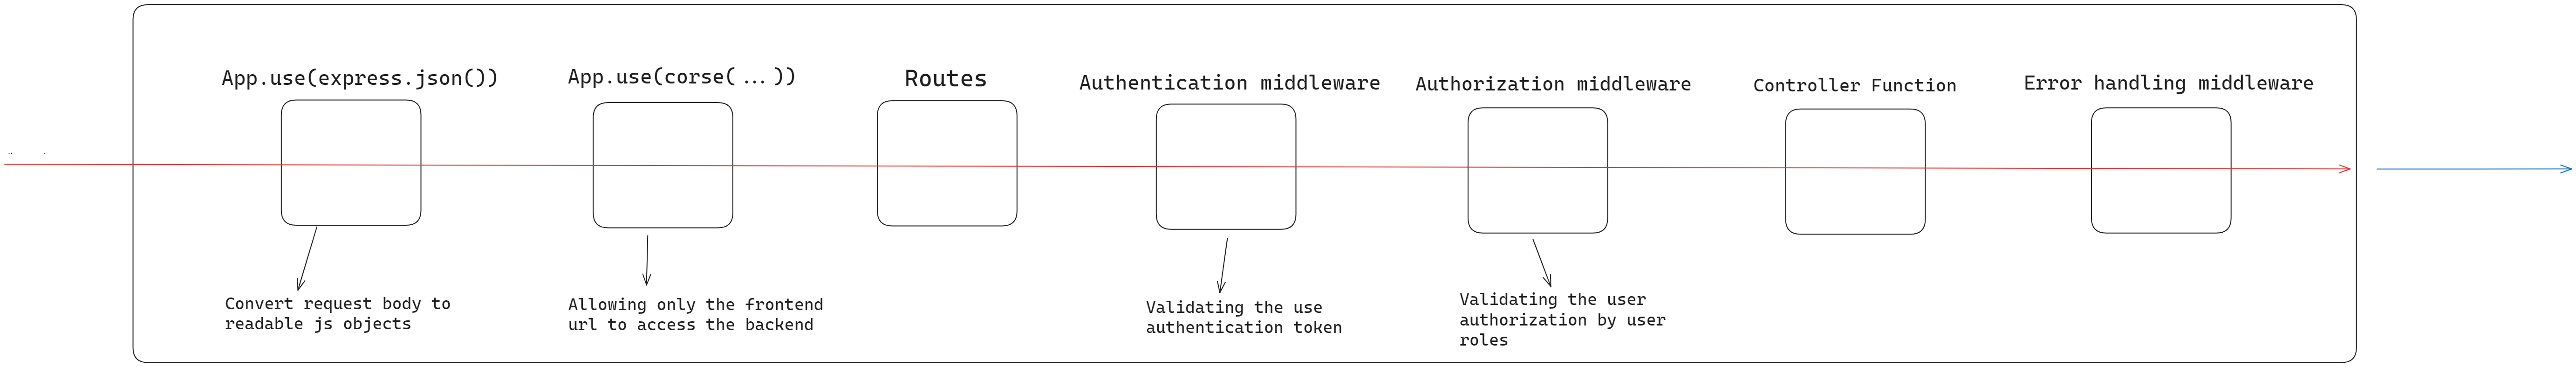 App.use(express.json())
App.use(corse( ... ))
Routes
Authentication middleware
Authorization middleware
Controller Function
Error handling middleware
Convert request body to
readable js objects
Allowing only the frontend
url to access the backend
Validating the use
authentication token
Validating the user
authorization by user
roles